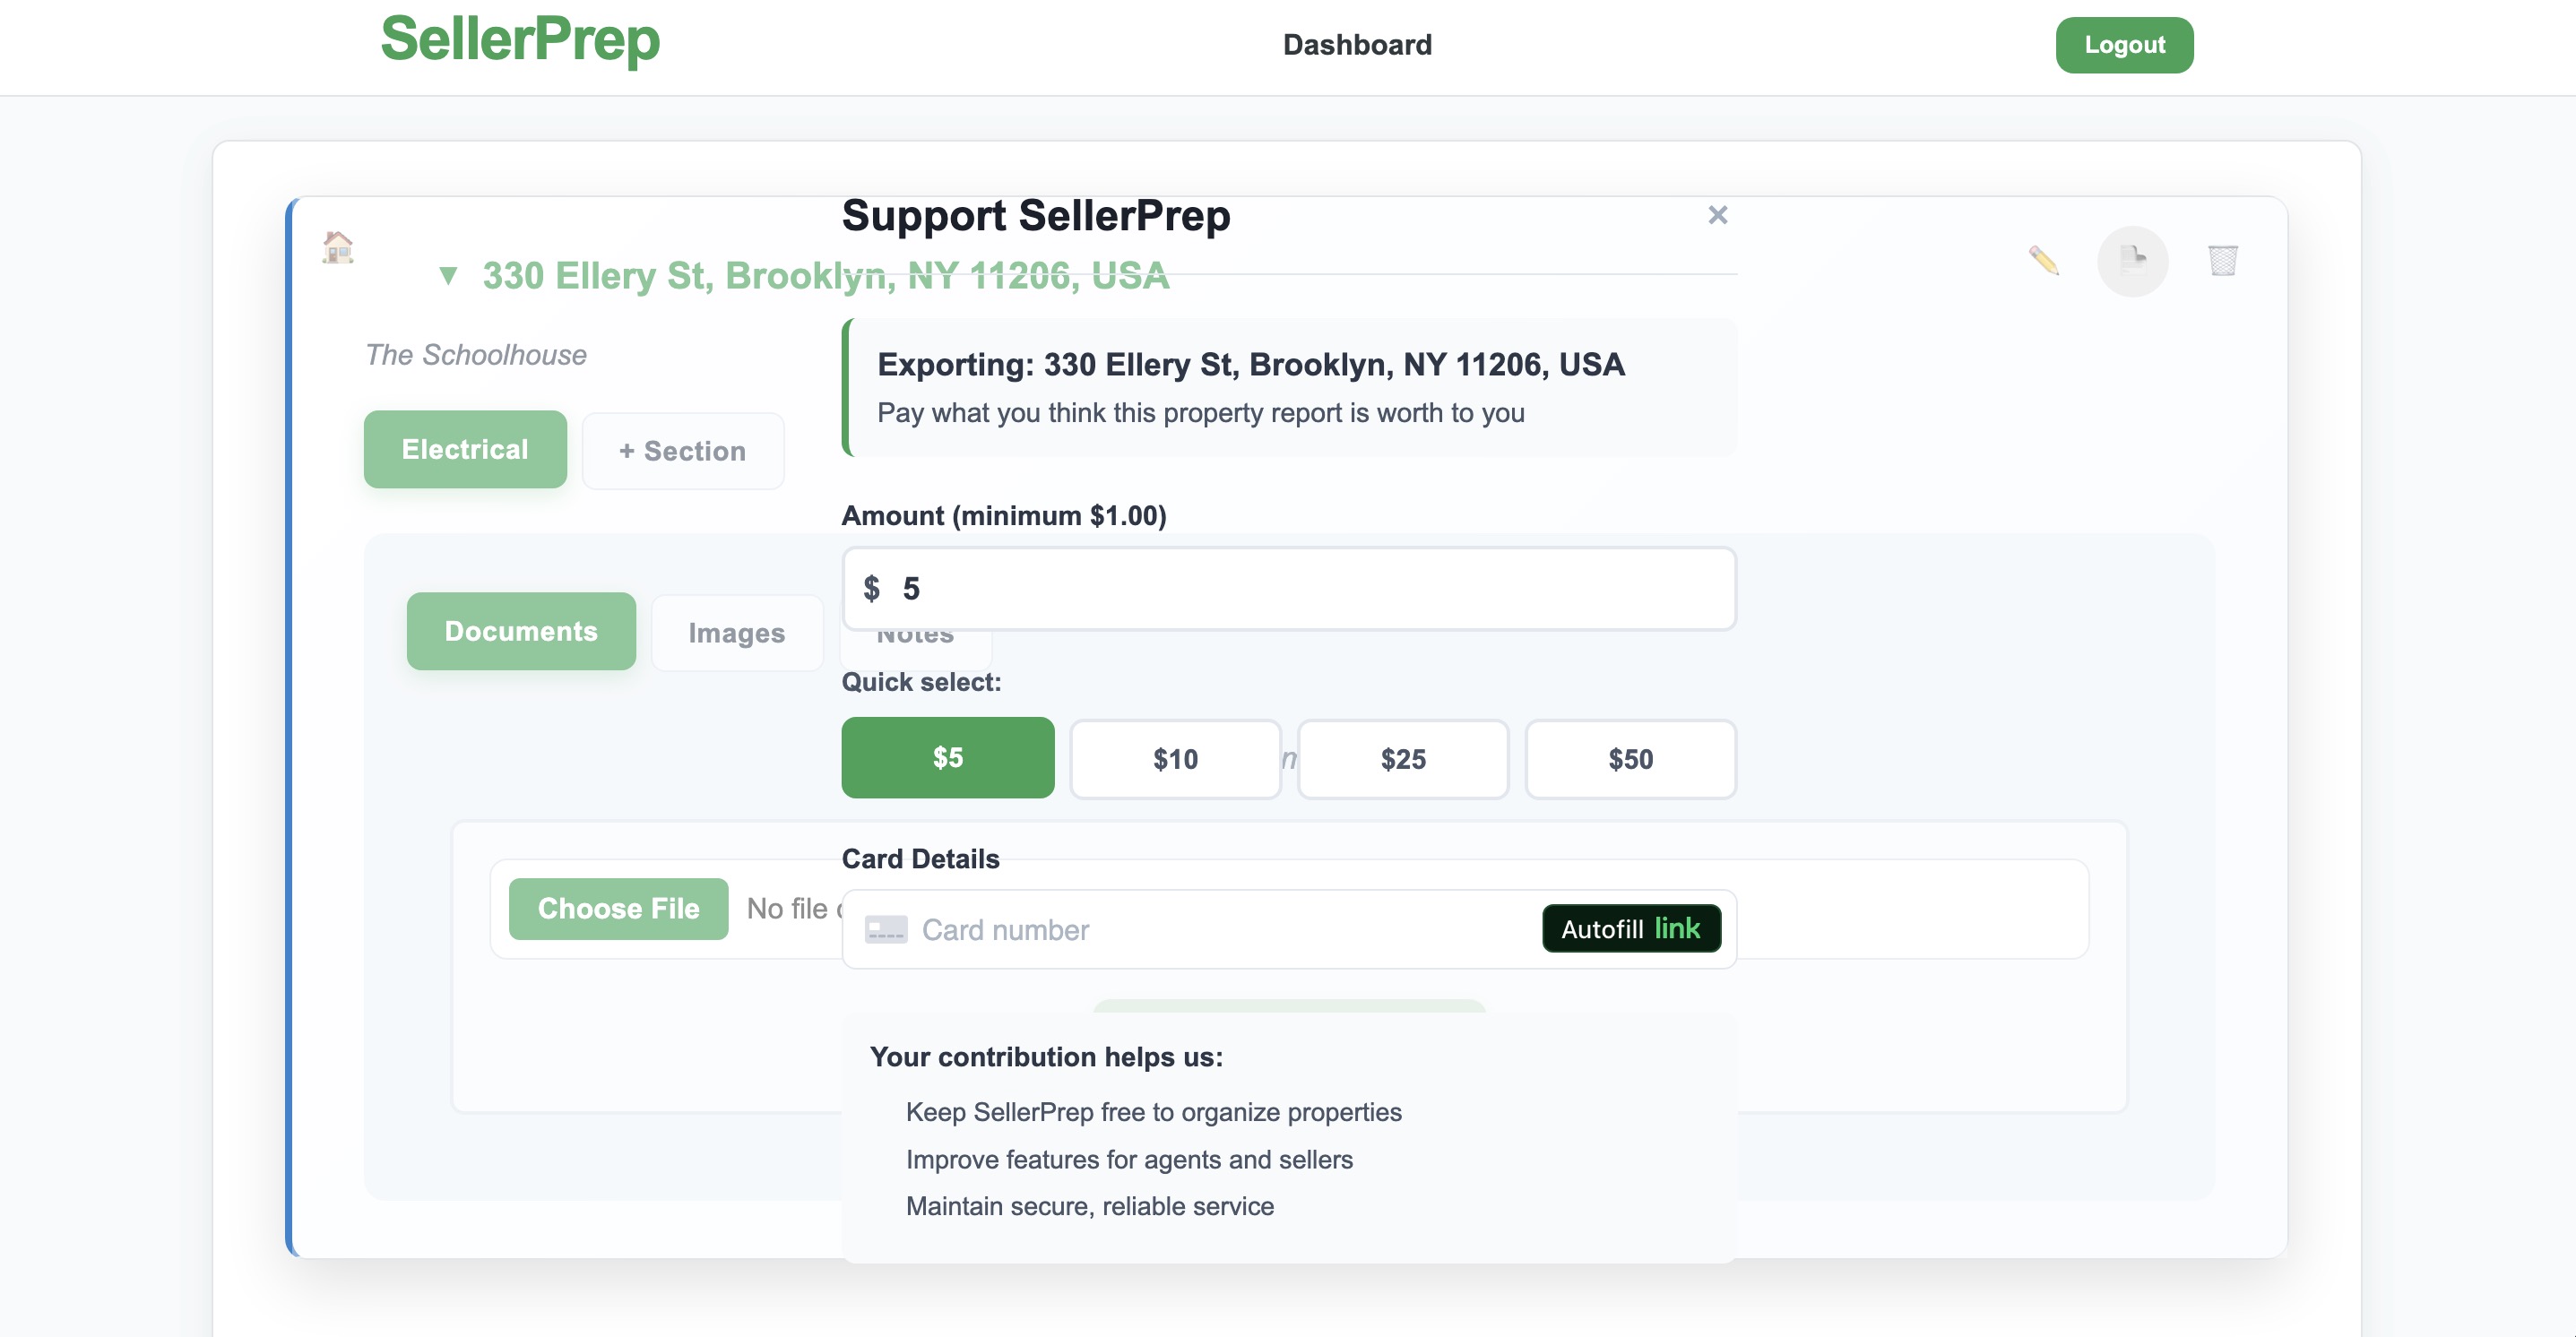 SellerPrep
Dashboard
Logout
Support SellerPrep
×
▼ 330 Ellery St, Brooklyn, NY 11206, USA
The Schoolhouse
Exporting: 330 Ellery St, Brooklyn, NY 11206, USA
Pay what you think this property report is worth to you
Electrical
+ Section
Amount (minimum $1.00)
$ 5
Documents
Images
Notes
Quick select:
$5
$10
$25
$50
Card Details
Choose File
No file
Card number
Autofill link
Your contribution helps us:
Keep SellerPrep free to organize properties
Improve features for agents and sellers
Maintain secure, reliable service